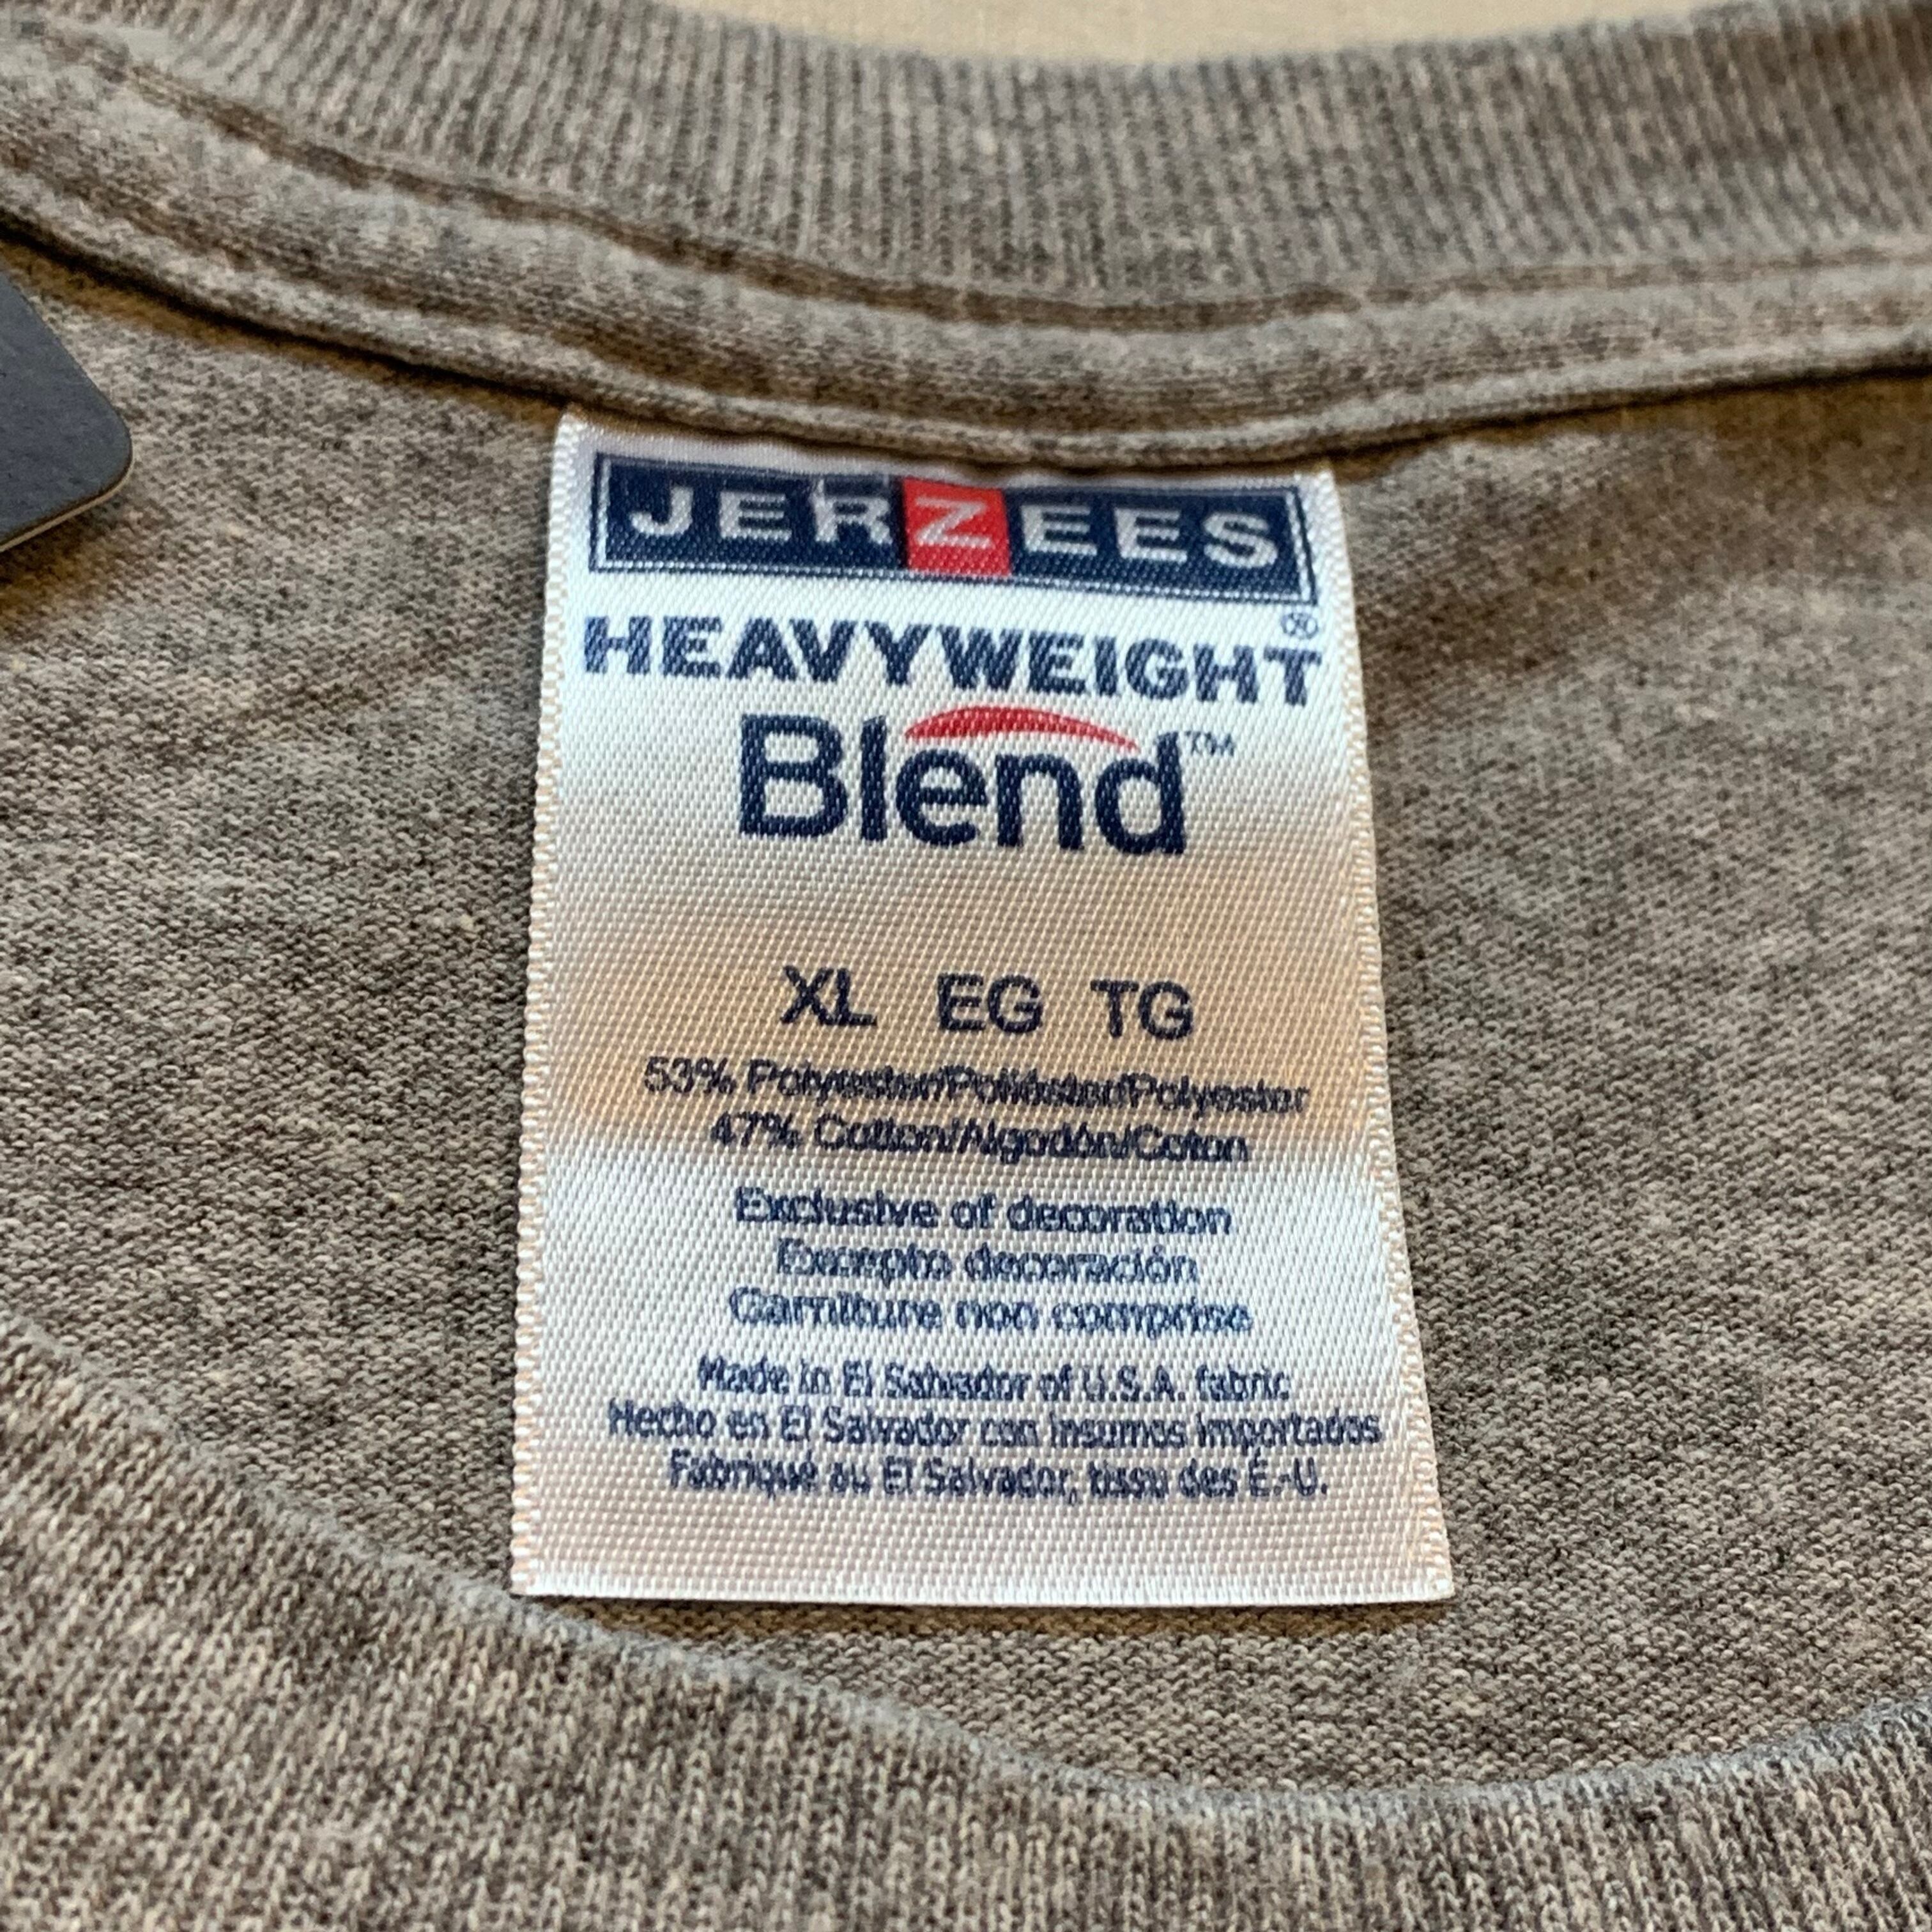 JERZEES
®
HEAVYWEIGHT
Blend™
XL EG TG
53% Polyester/Poliéster/Polyester
47% Cotton/Algodón/Coton
Exclusive of decoration
Excepto decoración
Garniture non comprise
Made in El Salvador of U.S.A. fabric
Hecho en El Salvador con insumos importados
Fabriqué au El Salvador, tissu des É.-U.